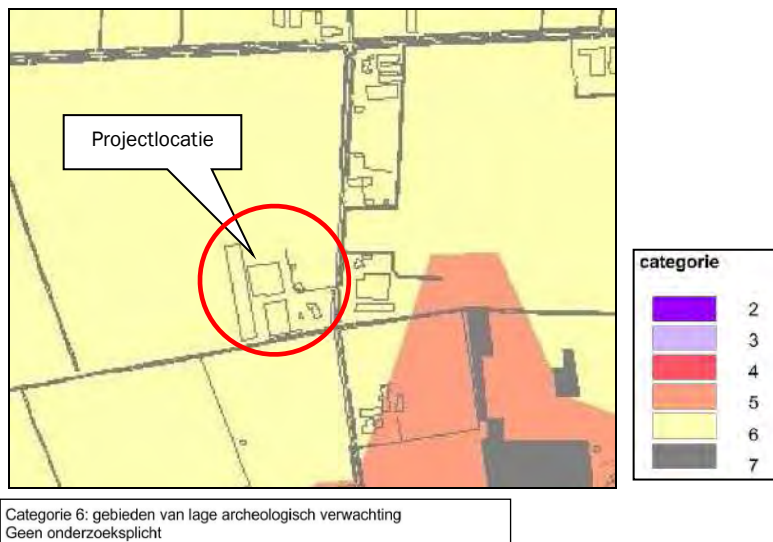 Projectlocatie
categorie
2
3
4
5
6
7
Categorie 6: gebieden van lage archeologisch verwachting
Geen onderzoeksplicht